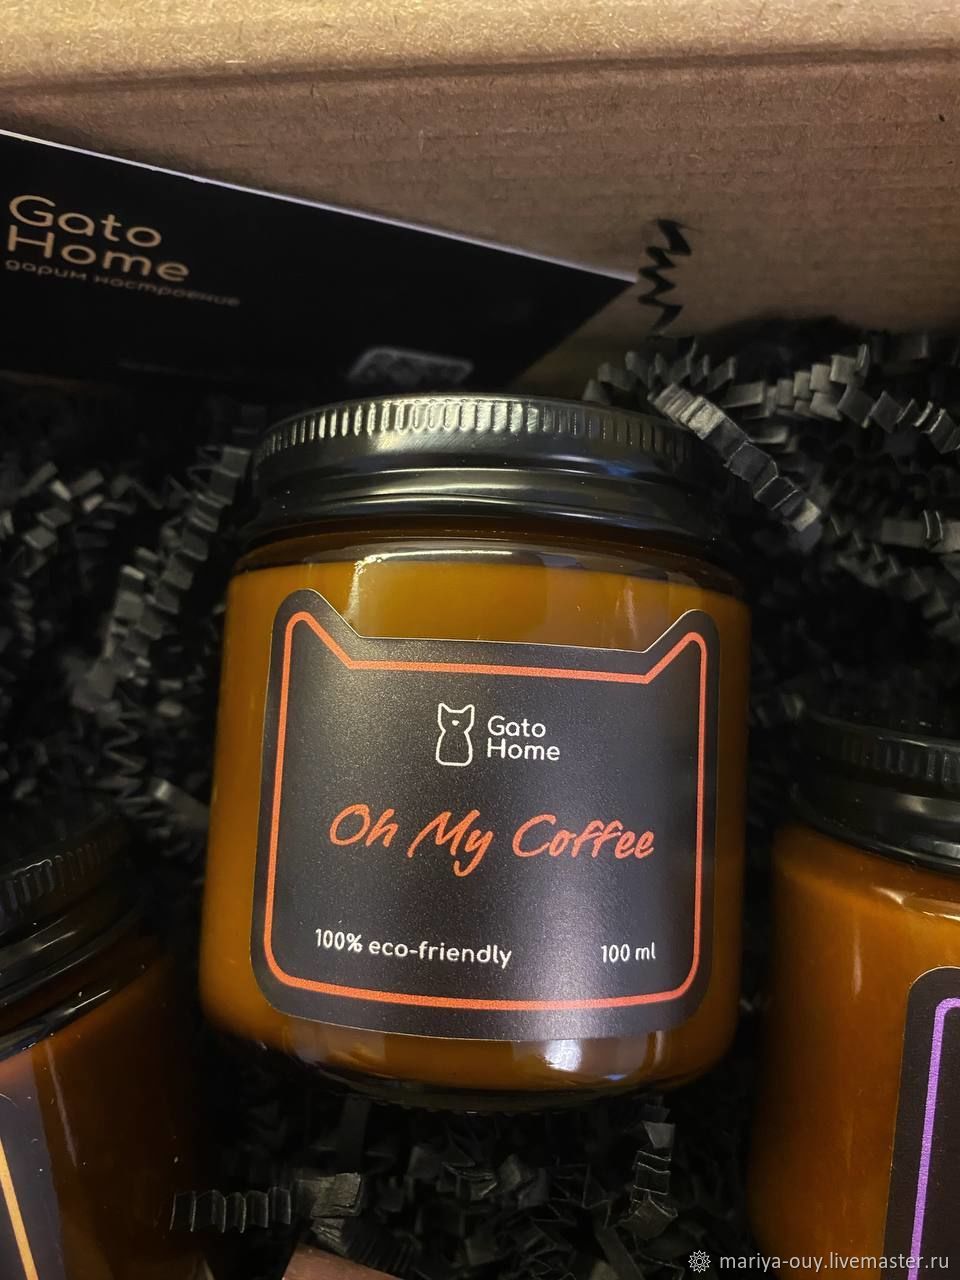 Gato
Home
дарим настроение
Gato
Home
Oh My Coffee
100% eco-friendly
100 ml
mariya-ouy.livemaster.ru